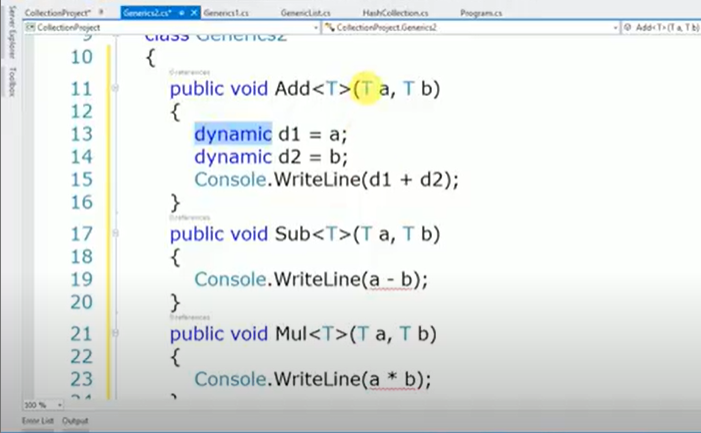 Server Explorer
Toolbox
CollectionProject*
Generics2.cs*
Generics1.cs
GenericList.cs
HashCollection.cs
Program.cs
CollectionProject
CollectionProject.Generics2
Add<T>(T a, T b)
9 class Generics2
10 {
0 references
11 public void Add<T>(T a, T b)
12 {
13 dynamic d1 = a;
14 dynamic d2 = b;
15 Console.WriteLine(d1 + d2);
16 }
0 references
17 public void Sub<T>(T a, T b)
18 {
19 Console.WriteLine(a - b);
20 }
0 references
21 public void Mul<T>(T a, T b)
22 {
23 Console.WriteLine(a * b);
24 }
100 %
Error List Output